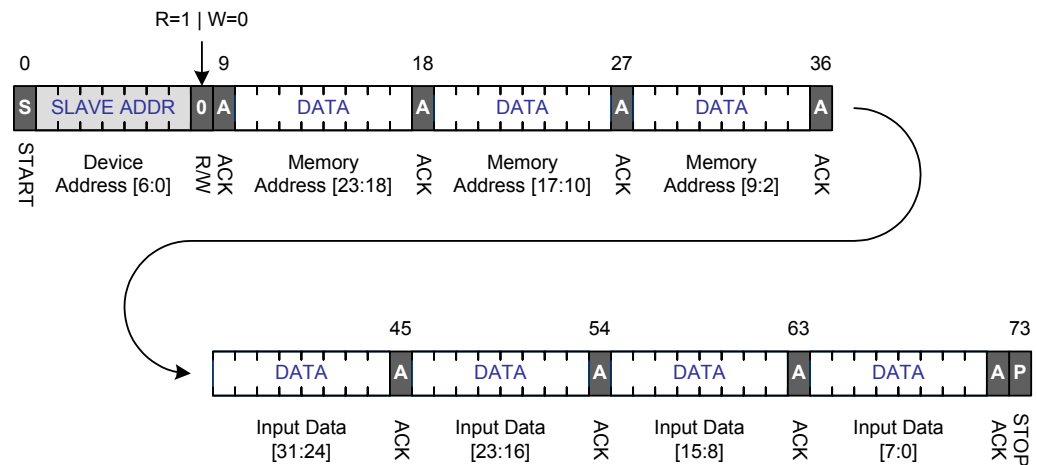 R=1 | W=0
0 9 18 27 36
S SLAVE ADDR 0 A DATA A DATA A DATA A
START Device Address [6:0] R/W ACK Memory Address [23:18] ACK Memory Address [17:10] ACK Memory Address [9:2] ACK
45 54 63 73
DATA A DATA A DATA A DATA A P
Input Data [31:24] ACK Input Data [23:16] ACK Input Data [15:8] ACK Input Data [7:0] ACK STOP